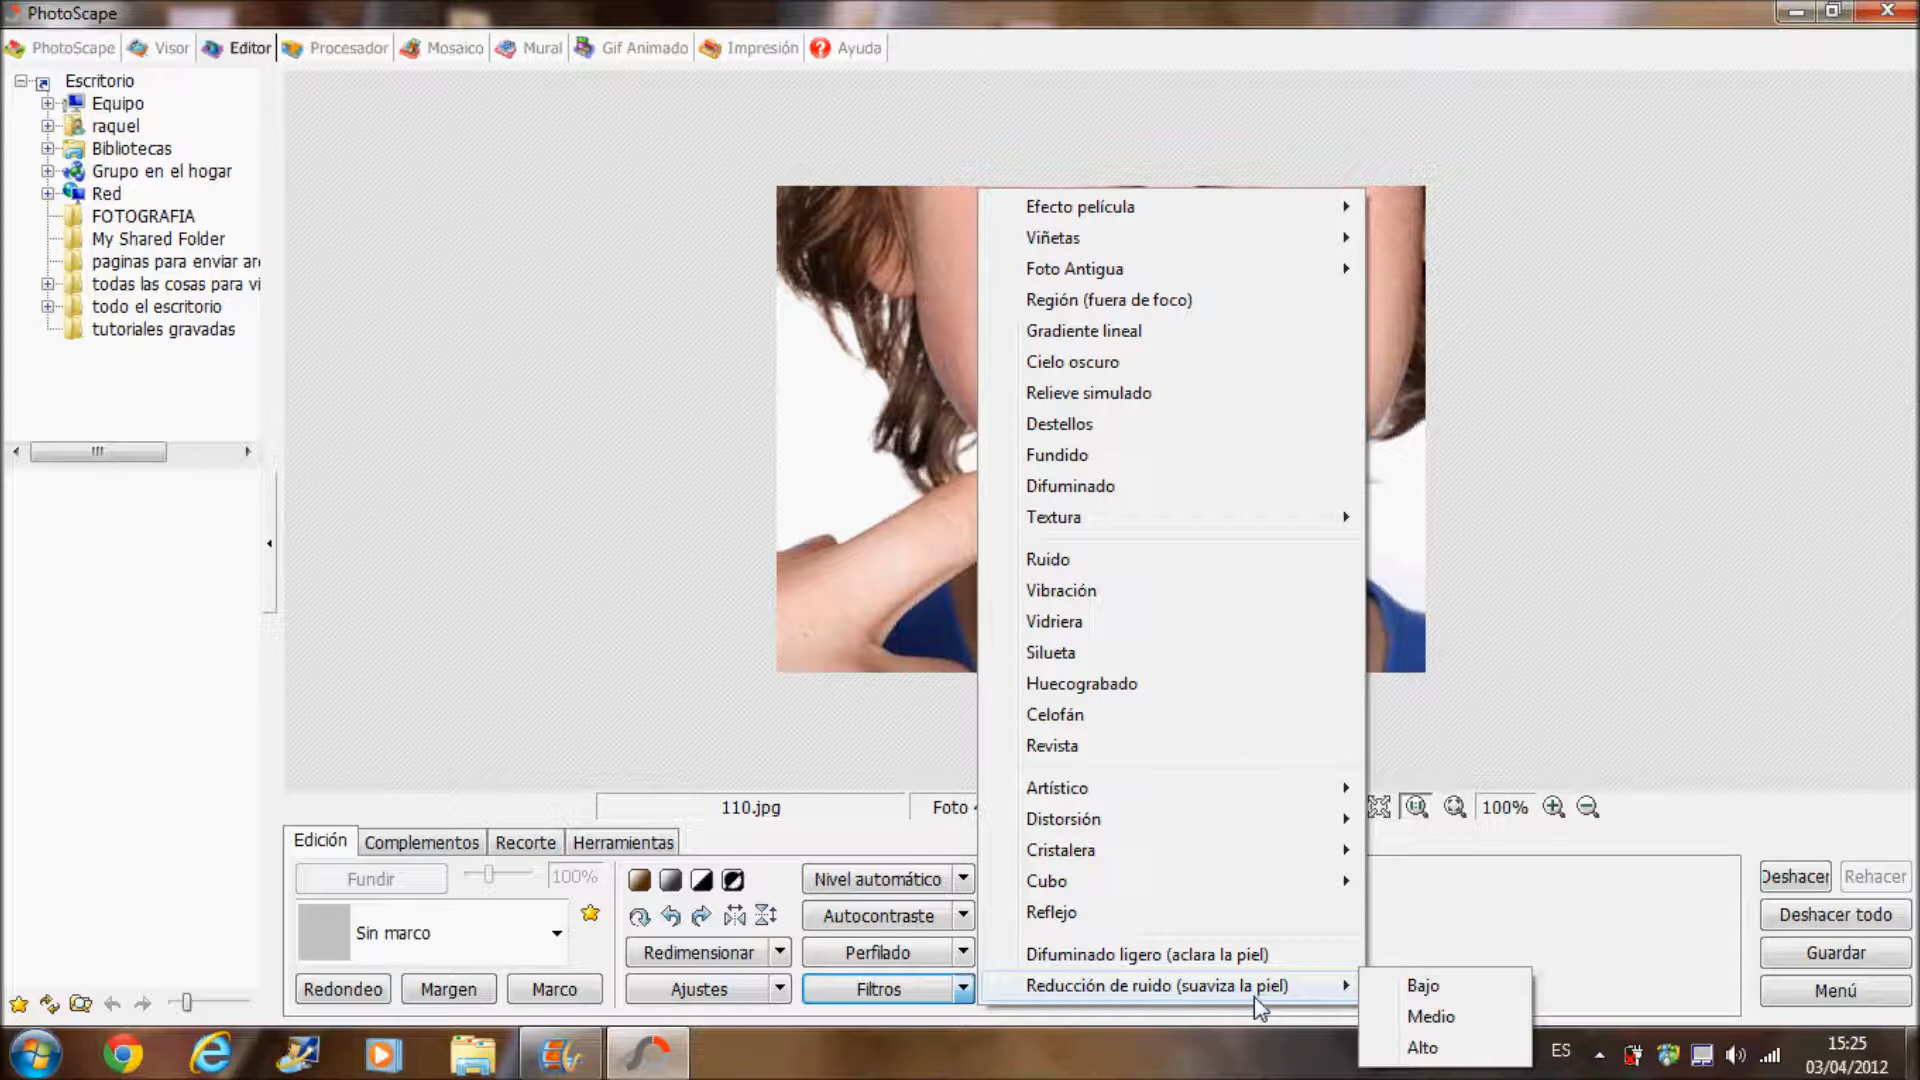 PhotoScape
PhotoScape Visor Editor Procesador Mosaico Mural Gif Animado Impresión Ayuda
Escritorio
Equipo
raquel
Bibliotecas
Grupo en el hogar
Red
FOTOGRAFIA
My Shared Folder
paginas para enviar
todas las cosas para
todo el escritorio
tutoriales gravadas
Efecto película
Viñetas
Foto Antigua
Región (fuera de foco)
Gradiente lineal
Cielo oscuro
Relieve simulado
Destellos
Fundido
Difuminado
Textura
Ruido
Vibración
Vidriera
Silueta
Huecograbado
Celofán
Revista
Artístico
Distorsión
Cristalera
Cubo
Reflejo
Difuminado ligero (aclara la piel)
Reducción de ruido (suaviza la piel)
Bajo
Medio
Alto
110.jpg Foto 100%
Edición Complementos Recorte Herramientas
Fundir 100% Nivel automático
Sin marco Autocontraste
Redimensionar Perfilado
Redondeo Margen Marco Ajustes Filtros
Deshacer Rehacer
Deshacer todo
Guardar
Menú
ES
15:25
03/04/2012